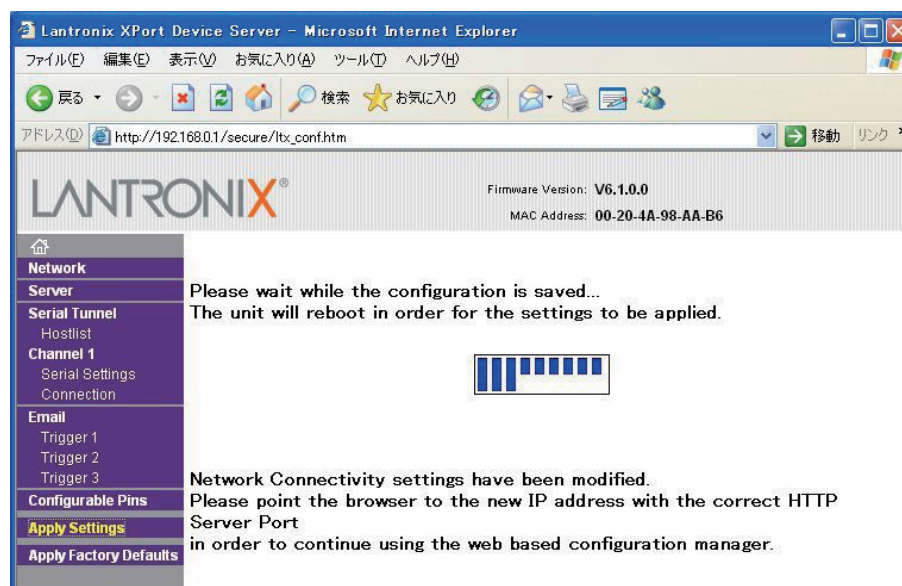 Lantronix XPort Device Server - Microsoft Internet Explorer
ファイル(F) 編集(E) 表示(V) お気に入り(A) ツール(T) ヘルプ(H)
戻る 検索 お気に入り
アドレス(D) http://192.168.0.1/secure/ltx_conf.htm 移動 リンク
LANTRONIX®
Firmware Version: V6.1.0.0
MAC Address: 00-20-4A-98-AA-B6
Network
Server
Serial Tunnel
Hostlist
Channel 1
Serial Settings
Connection
Email
Trigger 1
Trigger 2
Trigger 3
Configurable Pins
Apply Settings
Apply Factory Defaults
Please wait while the configuration is saved...
The unit will reboot in order for the settings to be applied.
Network Connectivity settings have been modified.
Please point the browser to the new IP address with the correct HTTP
Server Port
in order to continue using the web based configuration manager.